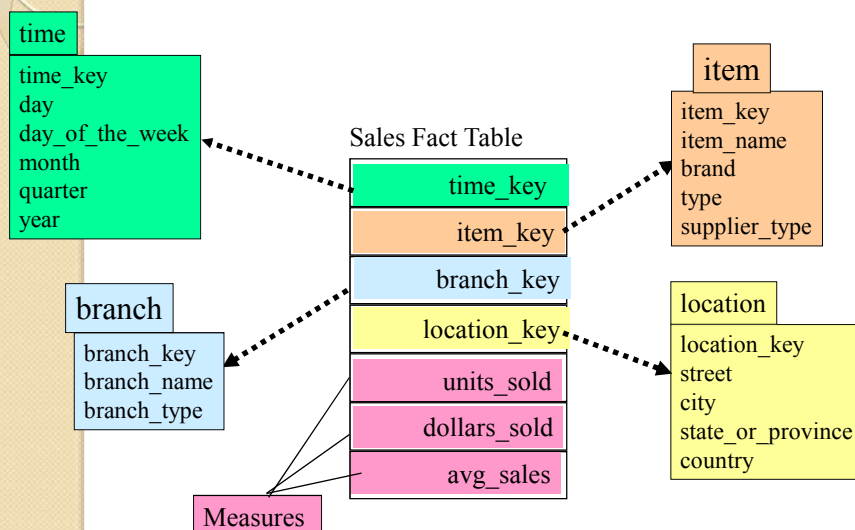 time
time_key
day
day_of_the_week
month
quarter
year
item
item_key
item_name
brand
type
supplier_type
Sales Fact Table
time_key
item_key
branch_key
location_key
units_sold
dollars_sold
avg_sales
branch
branch_key
branch_name
branch_type
location
location_key
street
city
state_or_province
country
Measures